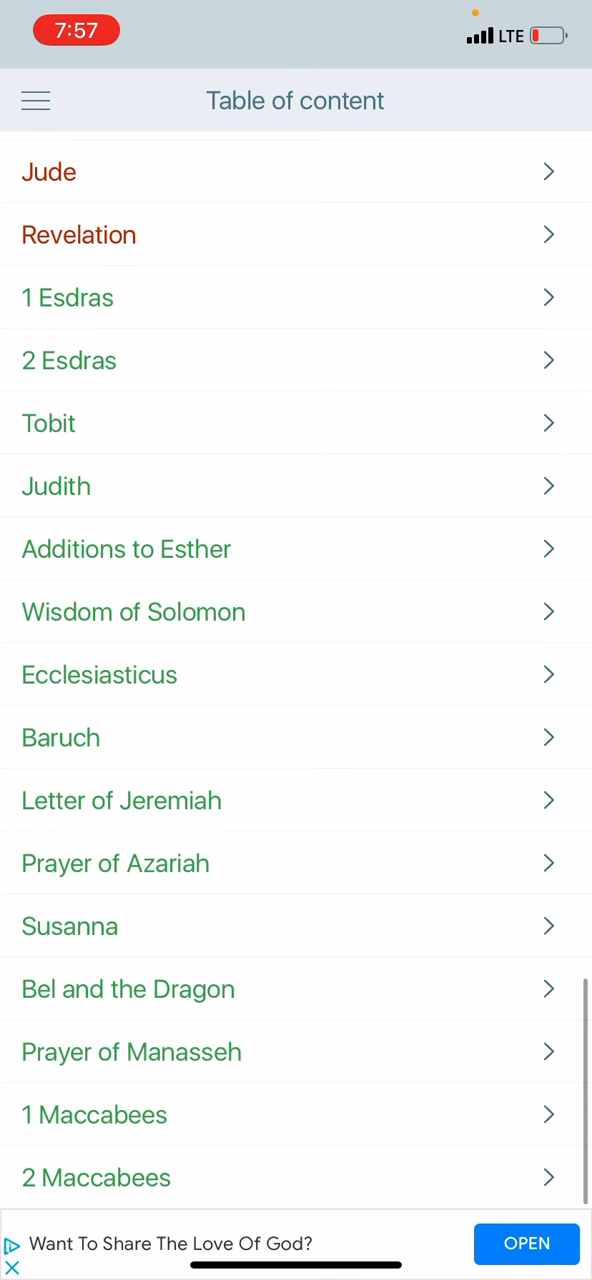 7:57
LTE
Table of content
Jude
Revelation
1 Esdras
2 Esdras
Tobit
Judith
Additions to Esther
Wisdom of Solomon
Ecclesiasticus
Baruch
Letter of Jeremiah
Prayer of Azariah
Susanna
Bel and the Dragon
Prayer of Manasseh
1 Maccabees
2 Maccabees
Want To Share The Love Of God?
OPEN